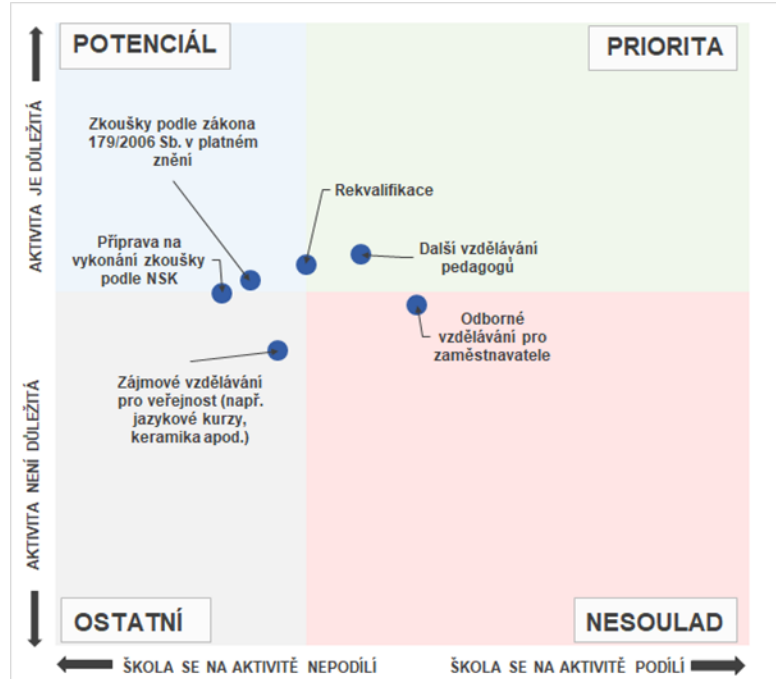 POTENCIÁL
PRIORITA
Zkoušky podle zákona
179/2006 Sb. v platném
znění
Rekvalifikace
Příprava na
vykonání zkoušky
podle NSK
Další vzdělávání
pedagogů
Odborné
vzdělávání pro
zaměstnavatele
Zájmové vzdělávání
pro veřejnost (např.
jazykové kurzy,
keramika apod.)
AKTIVITA JE DŮLEŽITÁ
AKTIVITA NENÍ DŮLEŽITÁ
OSTATNÍ
NESOULAD
ŠKOLA SE NA AKTIVITĚ NEPODÍLÍ
ŠKOLA SE NA AKTIVITĚ PODÍLÍ